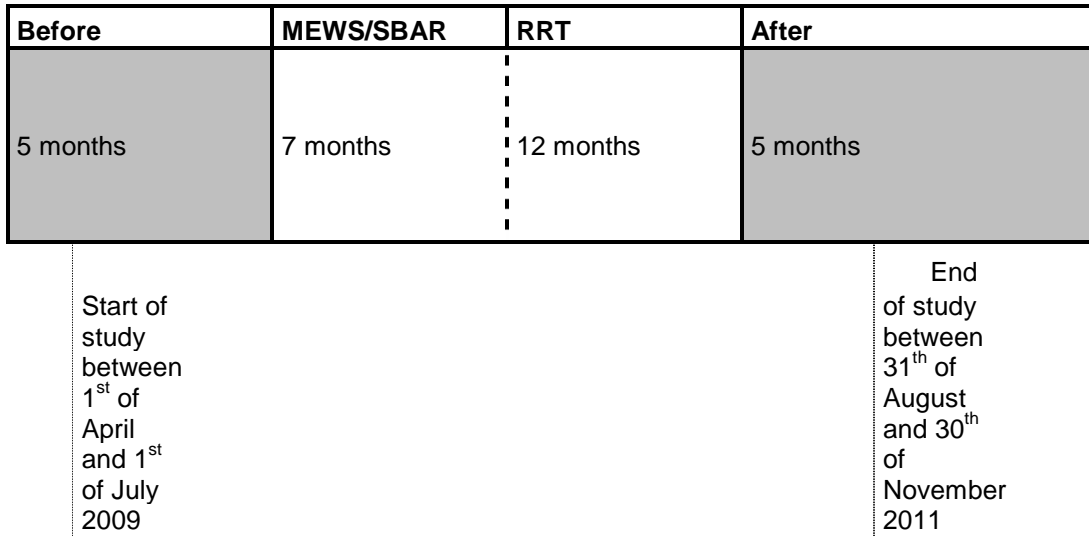 Before MEWS/SBAR RRT After
5 months 7 months 12 months 5 months
Start of
study
between
1st of
April
and 1st
of July
2009
End
of study
between
31th of
August
and 30th
of
November
2011